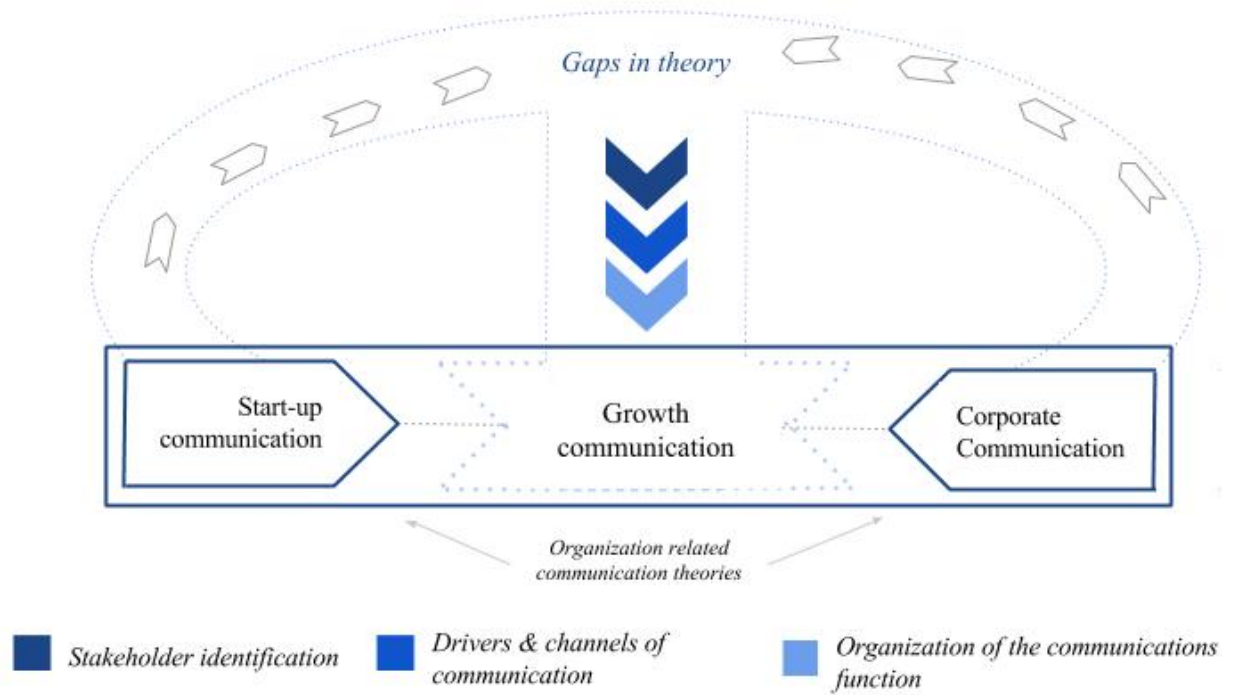 Gaps in theory
Start-up
communication
Growth
communication
Corporate
Communication
Organization related
communication theories
Stakeholder identification
Drivers & channels of
communication
Organization of the communications
function